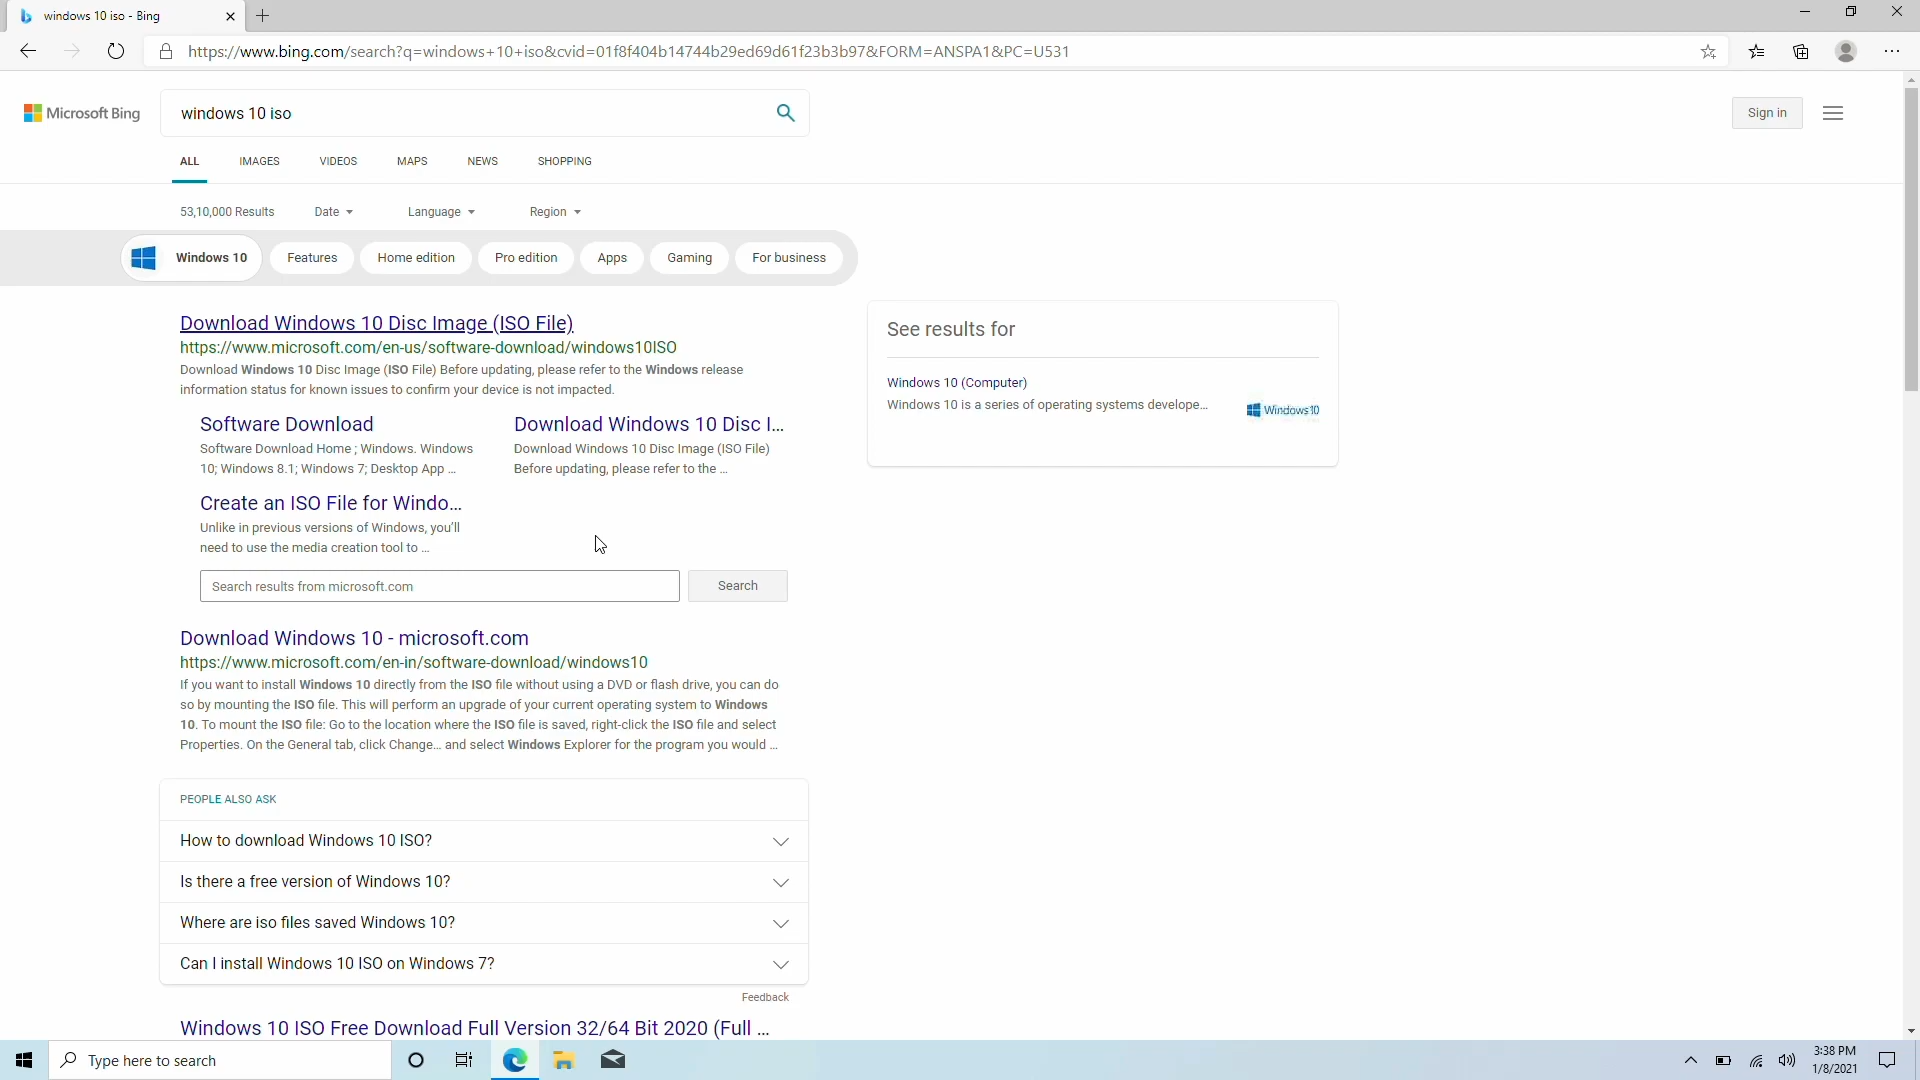 windows 10 iso - Bing
https://www.bing.com/search?q=windows+10+iso&cvid=01f8f404b14744b29ed69d61f23b3b97&FORM=ANSPA1&PC=U531
Microsoft Bing
windows 10 iso
Sign in
ALL IMAGES VIDEOS MAPS NEWS SHOPPING
53,10,000 Results Date Language Region
Windows 10 Features Home edition Pro edition Apps Gaming For business
Download Windows 10 Disc Image (ISO File)
https://www.microsoft.com/en-us/software-download/windows10ISO
Download Windows 10 Disc Image (ISO File) Before updating, please refer to the Windows release
information status for known issues to confirm your device is not impacted.
Software Download
Software Download Home ; Windows. Windows
10; Windows 8.1; Windows 7; Desktop App ...
Download Windows 10 Disc I...
Download Windows 10 Disc Image (ISO File)
Before updating, please refer to the ...
Create an ISO File for Windo...
Unlike in previous versions of Windows, you'll
need to use the media creation tool to ...
Search results from microsoft.com
Search
Download Windows 10 - microsoft.com
https://www.microsoft.com/en-in/software-download/windows10
If you want to install Windows 10 directly from the ISO file without using a DVD or flash drive, you can do
so by mounting the ISO file. This will perform an upgrade of your current operating system to Windows
10. To mount the ISO file: Go to the location where the ISO file is saved, right-click the ISO file and select
Properties. On the General tab, click Change... and select Windows Explorer for the program you would ...
PEOPLE ALSO ASK
How to download Windows 10 ISO?
Is there a free version of Windows 10?
Where are iso files saved Windows 10?
Can I install Windows 10 ISO on Windows 7?
Feedback
Windows 10 ISO Free Download Full Version 32/64 Bit 2020 (Full ...
See results for
Windows 10 (Computer)
Windows 10 is a series of operating systems develope...
Windows10
Type here to search
3:38 PM
1/8/2021